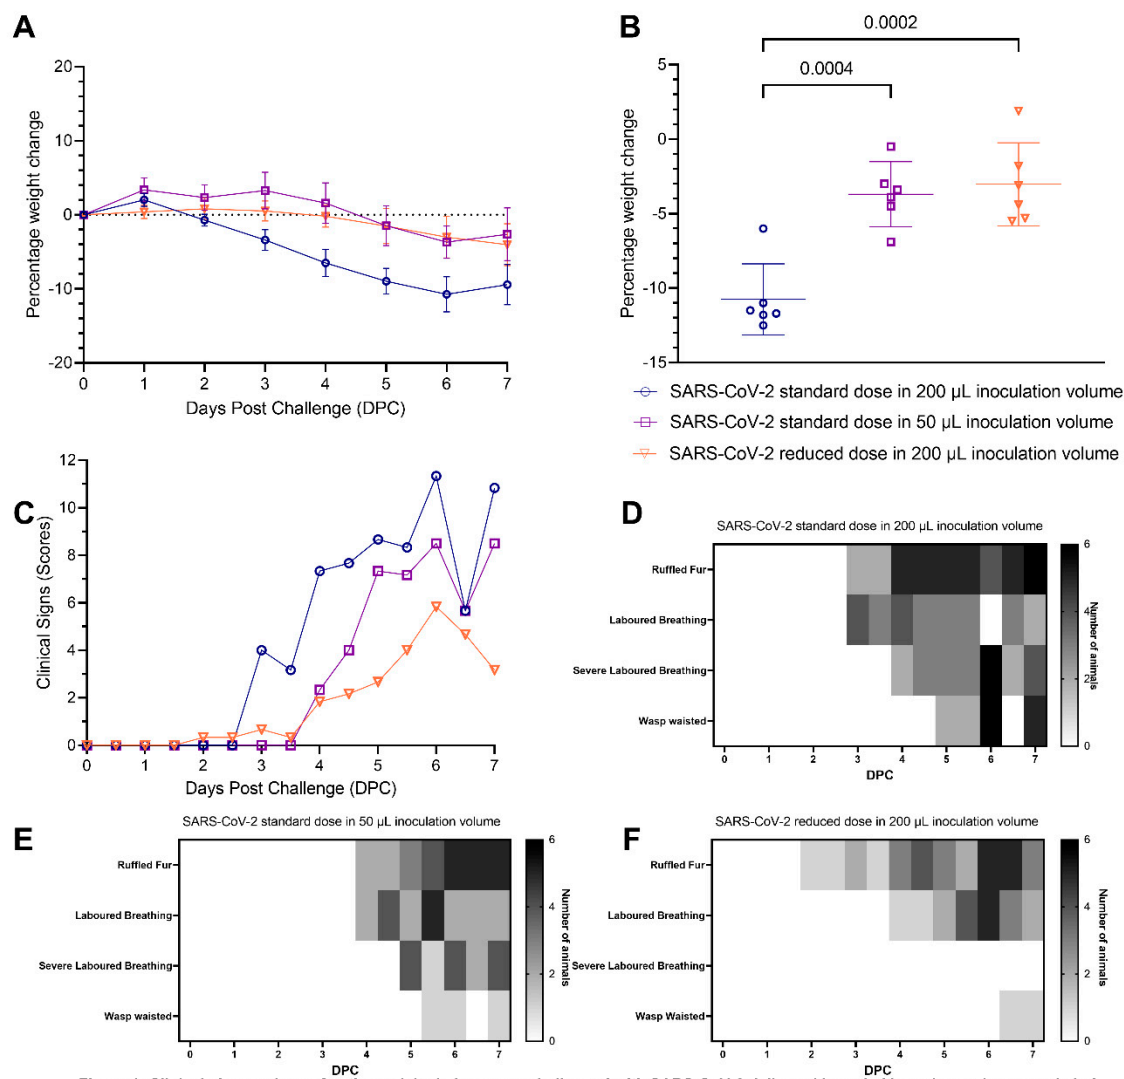 A
20
10
0
-10
-20
Percentage weight change
0 1 2 3 4 5 6 7
Days Post Challenge (DPC)
B
0.0002
0.0004
5
0
-5
-10
-15
Percentage weight change
SARS-CoV-2 standard dose in 200 µL inoculation volume
SARS-CoV-2 standard dose in 50 µL inoculation volume
SARS-CoV-2 reduced dose in 200 µL inoculation volume
C
12
10
8
6
4
2
0
Clinical Signs (Scores)
0 1 2 3 4 5 6 7
Days Post Challenge (DPC)
D
SARS-CoV-2 standard dose in 200 µL inoculation volume
Ruffled Fur
Laboured Breathing
Severe Laboured Breathing
Wasp waisted
0 1 2 3 4 5 6 7
DPC
6
4
2
0
Number of animals
E
SARS-CoV-2 standard dose in 50 µL inoculation volume
Ruffled Fur
Laboured Breathing
Severe Laboured Breathing
Wasp waisted
0 1 2 3 4 5 6 7
DPC
6
4
2
0
Number of animals
F
SARS-CoV-2 reduced dose in 200 µL inoculation volume
Ruffled Fur
Laboured Breathing
Severe Laboured Breathing
Wasp Waisted
0 1 2 3 4 5 6 7
DPC
6
4
2
0
Number of animals